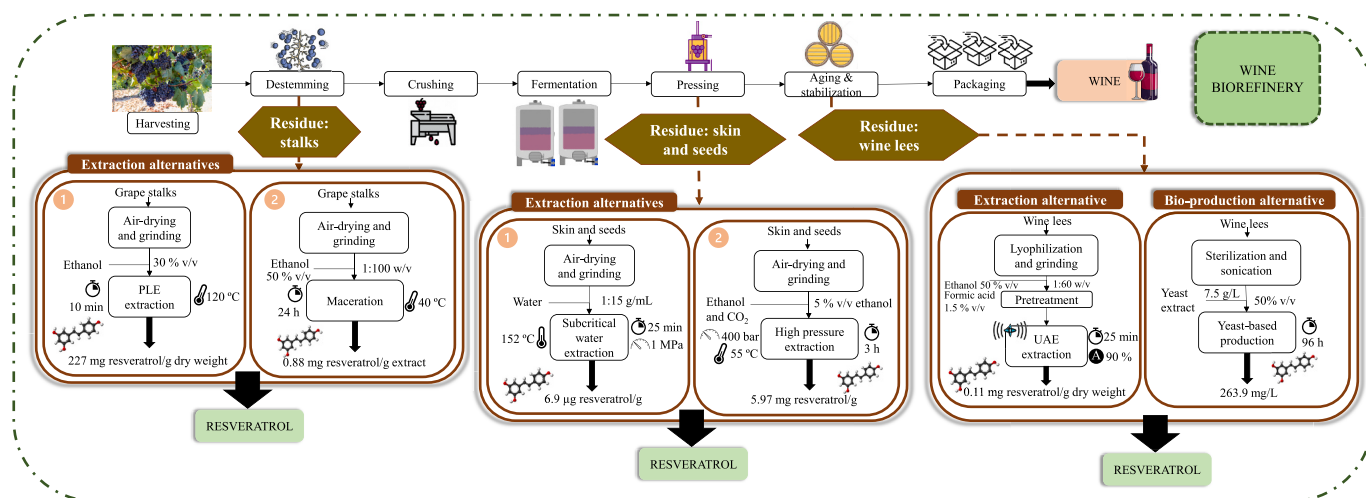 Harvesting
Destemming
Crushing
Fermentation
Pressing
Aging &
stabilization
Packaging
WINE
WINE
BIOREFINERY
Residue:
stalks
Residue: skin
and seeds
Residue:
wine lees
Extraction alternatives
1
Grape stalks
Air-drying
and grinding
Ethanol
30 % v/v
PLE
extraction
10 min
120 ºC
227 mg resveratrol/g dry weight
2
Grape stalks
Air-drying and
grinding
Ethanol
50 % v/v
1:100 w/v
Maceration
24 h
40 ºC
0.88 mg resveratrol/g extract
RESVERATROL
Extraction alternatives
1
Skin and seeds
Air-drying
and grinding
Water
1:15 g/mL
Subcritical
water
extraction
152 ºC
25 min
1 MPa
6.9 µg resveratrol/g
2
Skin and seeds
Air-drying and
grinding
Ethanol
and CO₂
5 % v/v ethanol
High pressure
extraction
400 bar
55 ºC
3 h
5.97 mg resveratrol/g
RESVERATROL
Extraction alternative
Wine lees
Lyophilization
and grinding
Ethanol 50 % v/v
Formic acid
1.5 % v/v
1:60 w/v
Pretreatment
UAE
extraction
25 min
A 90 %
0.11 mg resveratrol/g dry weight
Bio-production alternative
Wine lees
Sterilization and
sonication
Yeast
extract
7.5 g/L
50% v/v
Yeast-based
production
96 h
263.9 mg/L
RESVERATROL